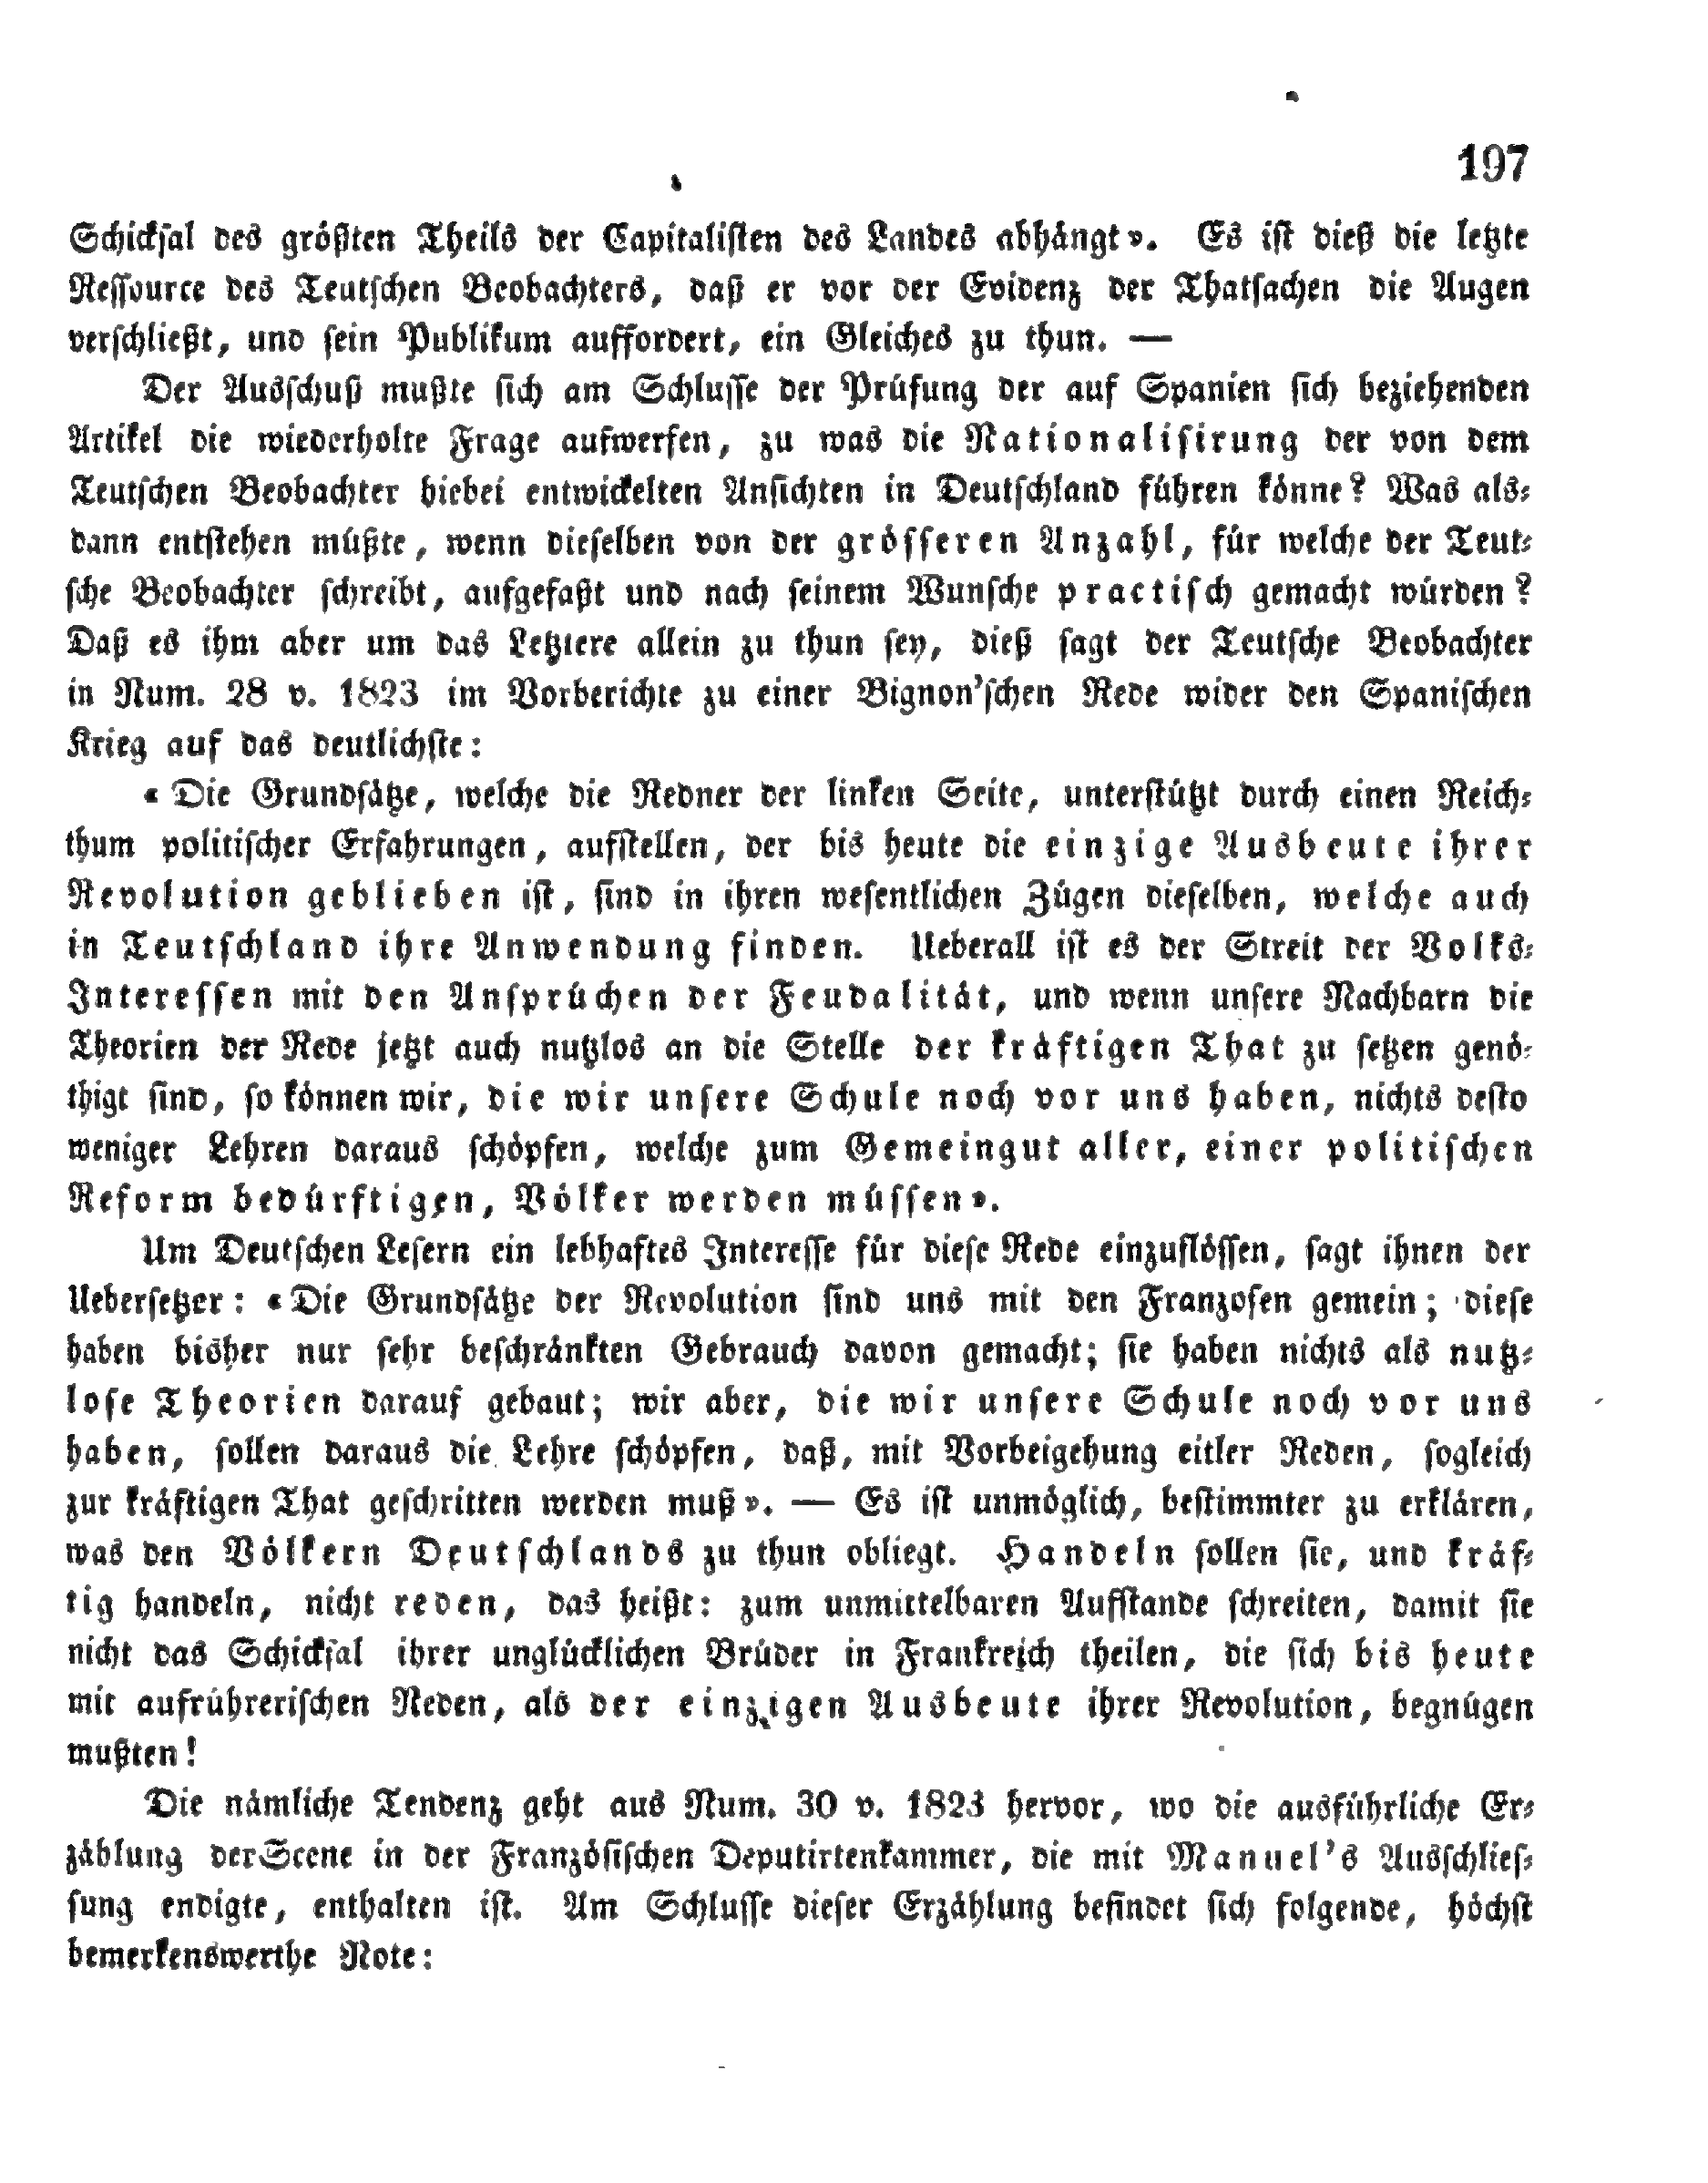 197
Schickſal des größten Theils der Capitaliſten des Landes abhängt». Es iſt dieß die letzte
Reſſource des Teutſchen Beobachters, daß er vor der Evidenz der Thatſachen die Augen
verſchließt, und ſein Publikum auffordert, ein Gleiches zu thun. —
Der Ausſchuß mußte ſich am Schluſſe der Prüfung der auf Spanien ſich beziehenden
Artikel die wiederholte Frage aufwerfen, zu was die Nationaliſirung der von dem
Teutſchen Beobachter hiebei entwickelten Anſichten in Deutſchland führen könne? Was als-
dann entſtehen müßte, wenn dieſelben von der gröſſeren Anzahl, für welche der Teut-
ſche Beobachter ſchreibt, aufgefaßt und nach ſeinem Wunſche practiſch gemacht würden?
Daß es ihm aber um das Letztere allein zu thun ſey, dieß ſagt der Teutſche Beobachter
in Num. 28 v. 1823 im Vorberichte zu einer Bignon'ſchen Rede wider den Spaniſchen
Krieg auf das deutlichſte:
«Die Grundſätze, welche die Redner der linken Seite, unterſtützt durch einen Reich-
thum politiſcher Erfahrungen, aufſtellen, der bis heute die einzige Ausbeute ihrer
Revolution geblieben iſt, ſind in ihren weſentlichen Zügen dieſelben, welche auch
in Teutſchland ihre Anwendung finden. Ueberall iſt es der Streit der Volks-
Intereſſen mit den Anſprüchen der Feudalität, und wenn unſere Nachbarn die
Theorien der Rede jetzt auch nutzlos an die Stelle der kräftigen That zu ſetzen genö-
thigt ſind, ſo können wir, die wir unſere Schule noch vor uns haben, nichts deſto
weniger Lehren daraus ſchöpfen, welche zum Gemeingut aller, einer politiſchen
Reform bedürftigen, Völker werden müſſen».
Um Deutſchen Leſern ein lebhaftes Intereſſe für dieſe Rede einzuflöſſen, ſagt ihnen der
Ueberſetzer: «Die Grundſätze der Revolution ſind uns mit den Franzoſen gemein; dieſe
haben bisher nur ſehr beſchränkten Gebrauch davon gemacht; ſie haben nichts als nutz-
loſe Theorien darauf gebaut; wir aber, die wir unſere Schule noch vor uns
haben, ſollen daraus die Lehre ſchöpfen, daß, mit Vorbeigehung eitler Reden, ſogleich
zur kräftigen That geſchritten werden muß». — Es iſt unmöglich, beſtimmter zu erklären,
was den Völkern Deutſchlands zu thun obliegt. Handeln ſollen ſie, und kräf-
tig handeln, nicht reden, das heißt: zum unmittelbaren Aufſtande ſchreiten, damit ſie
nicht das Schickſal ihrer unglücklichen Brüder in Frankreich theilen, die ſich bis heute
mit aufrühreriſchen Reden, als der einzigen Ausbeute ihrer Revolution, begnügen
mußten!
Die nämliche Tendenz geht aus Num. 30 v. 1823 hervor, wo die ausführliche Er-
zählung der Scene in der Franzöſiſchen Deputirtenkammer, die mit Manuel's Ausſchlieſ-
ſung endigte, enthalten iſt. Am Schluſſe dieſer Erzählung befindet ſich folgende, höchſt
bemerkenswerthe Note: